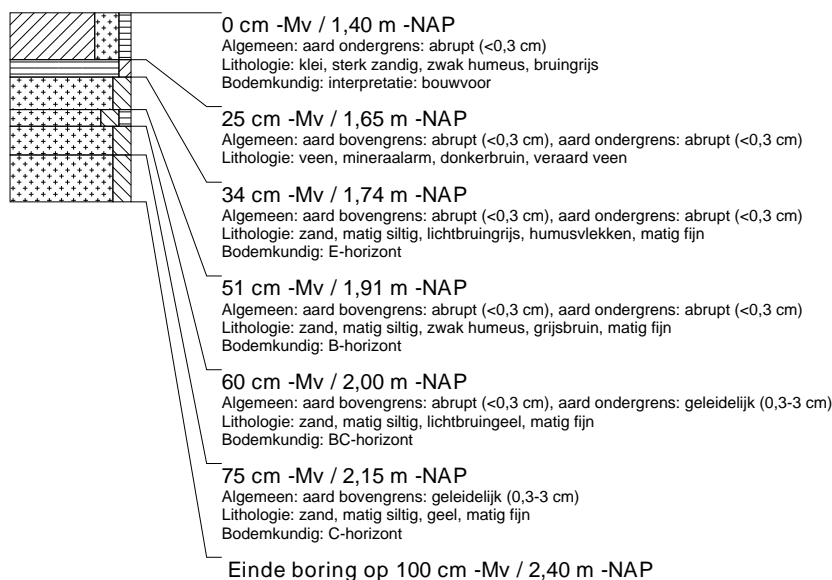 0 cm -Mv / 1,40 m -NAP
Algemeen: aard ondergrens: abrupt (<0,3 cm)
Lithologie: klei, sterk zandig, zwak humeus, bruingrijs
Bodemkundig: interpretatie: bouwvoor
25 cm -Mv / 1,65 m -NAP
Algemeen: aard bovengrens: abrupt (<0,3 cm), aard ondergrens: abrupt (<0,3 cm)
Lithologie: veen, mineraalarm, donkerbruin, veraard veen
34 cm -Mv / 1,74 m -NAP
Algemeen: aard bovengrens: abrupt (<0,3 cm), aard ondergrens: abrupt (<0,3 cm)
Lithologie: zand, matig siltig, lichtbruingrijs, humusvlekken, matig fijn
Bodemkundig: E-horizont
51 cm -Mv / 1,91 m -NAP
Algemeen: aard bovengrens: abrupt (<0,3 cm), aard ondergrens: abrupt (<0,3 cm)
Lithologie: zand, matig siltig, zwak humeus, grijsbruin, matig fijn
Bodemkundig: B-horizont
60 cm -Mv / 2,00 m -NAP
Algemeen: aard bovengrens: abrupt (<0,3 cm), aard ondergrens: geleidelijk (0,3-3 cm)
Lithologie: zand, matig siltig, lichtbruingeel, matig fijn
Bodemkundig: BC-horizont
75 cm -Mv / 2,15 m -NAP
Algemeen: aard bovengrens: geleidelijk (0,3-3 cm)
Lithologie: zand, matig siltig, geel, matig fijn
Bodemkundig: C-horizont
Einde boring op 100 cm -Mv / 2,40 m -NAP